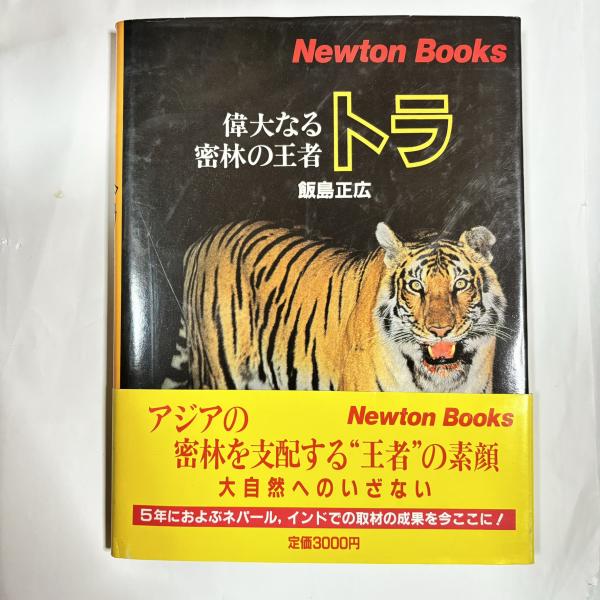 Newton Books
偉大なる
密林の王者
トラ
飯島正広
アジアの
Newton Books
密林を支配する“王者”の素顔
大自然へのいざない
5年におよぶネパール,インドでの取材の成果を今ここに!
定価3000円